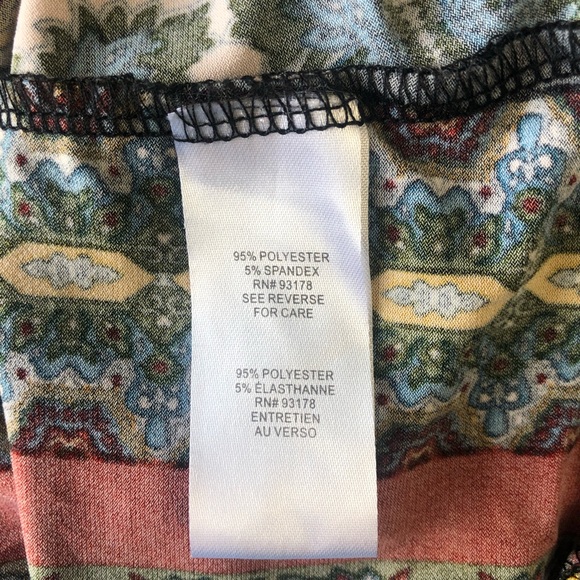 95% POLYESTER
5% SPANDEX
RN# 93178
SEE REVERSE
FOR CARE
95% POLYESTER
5% ÉLASTHANNE
RN# 93178
ENTRETIEN
AU VERSO